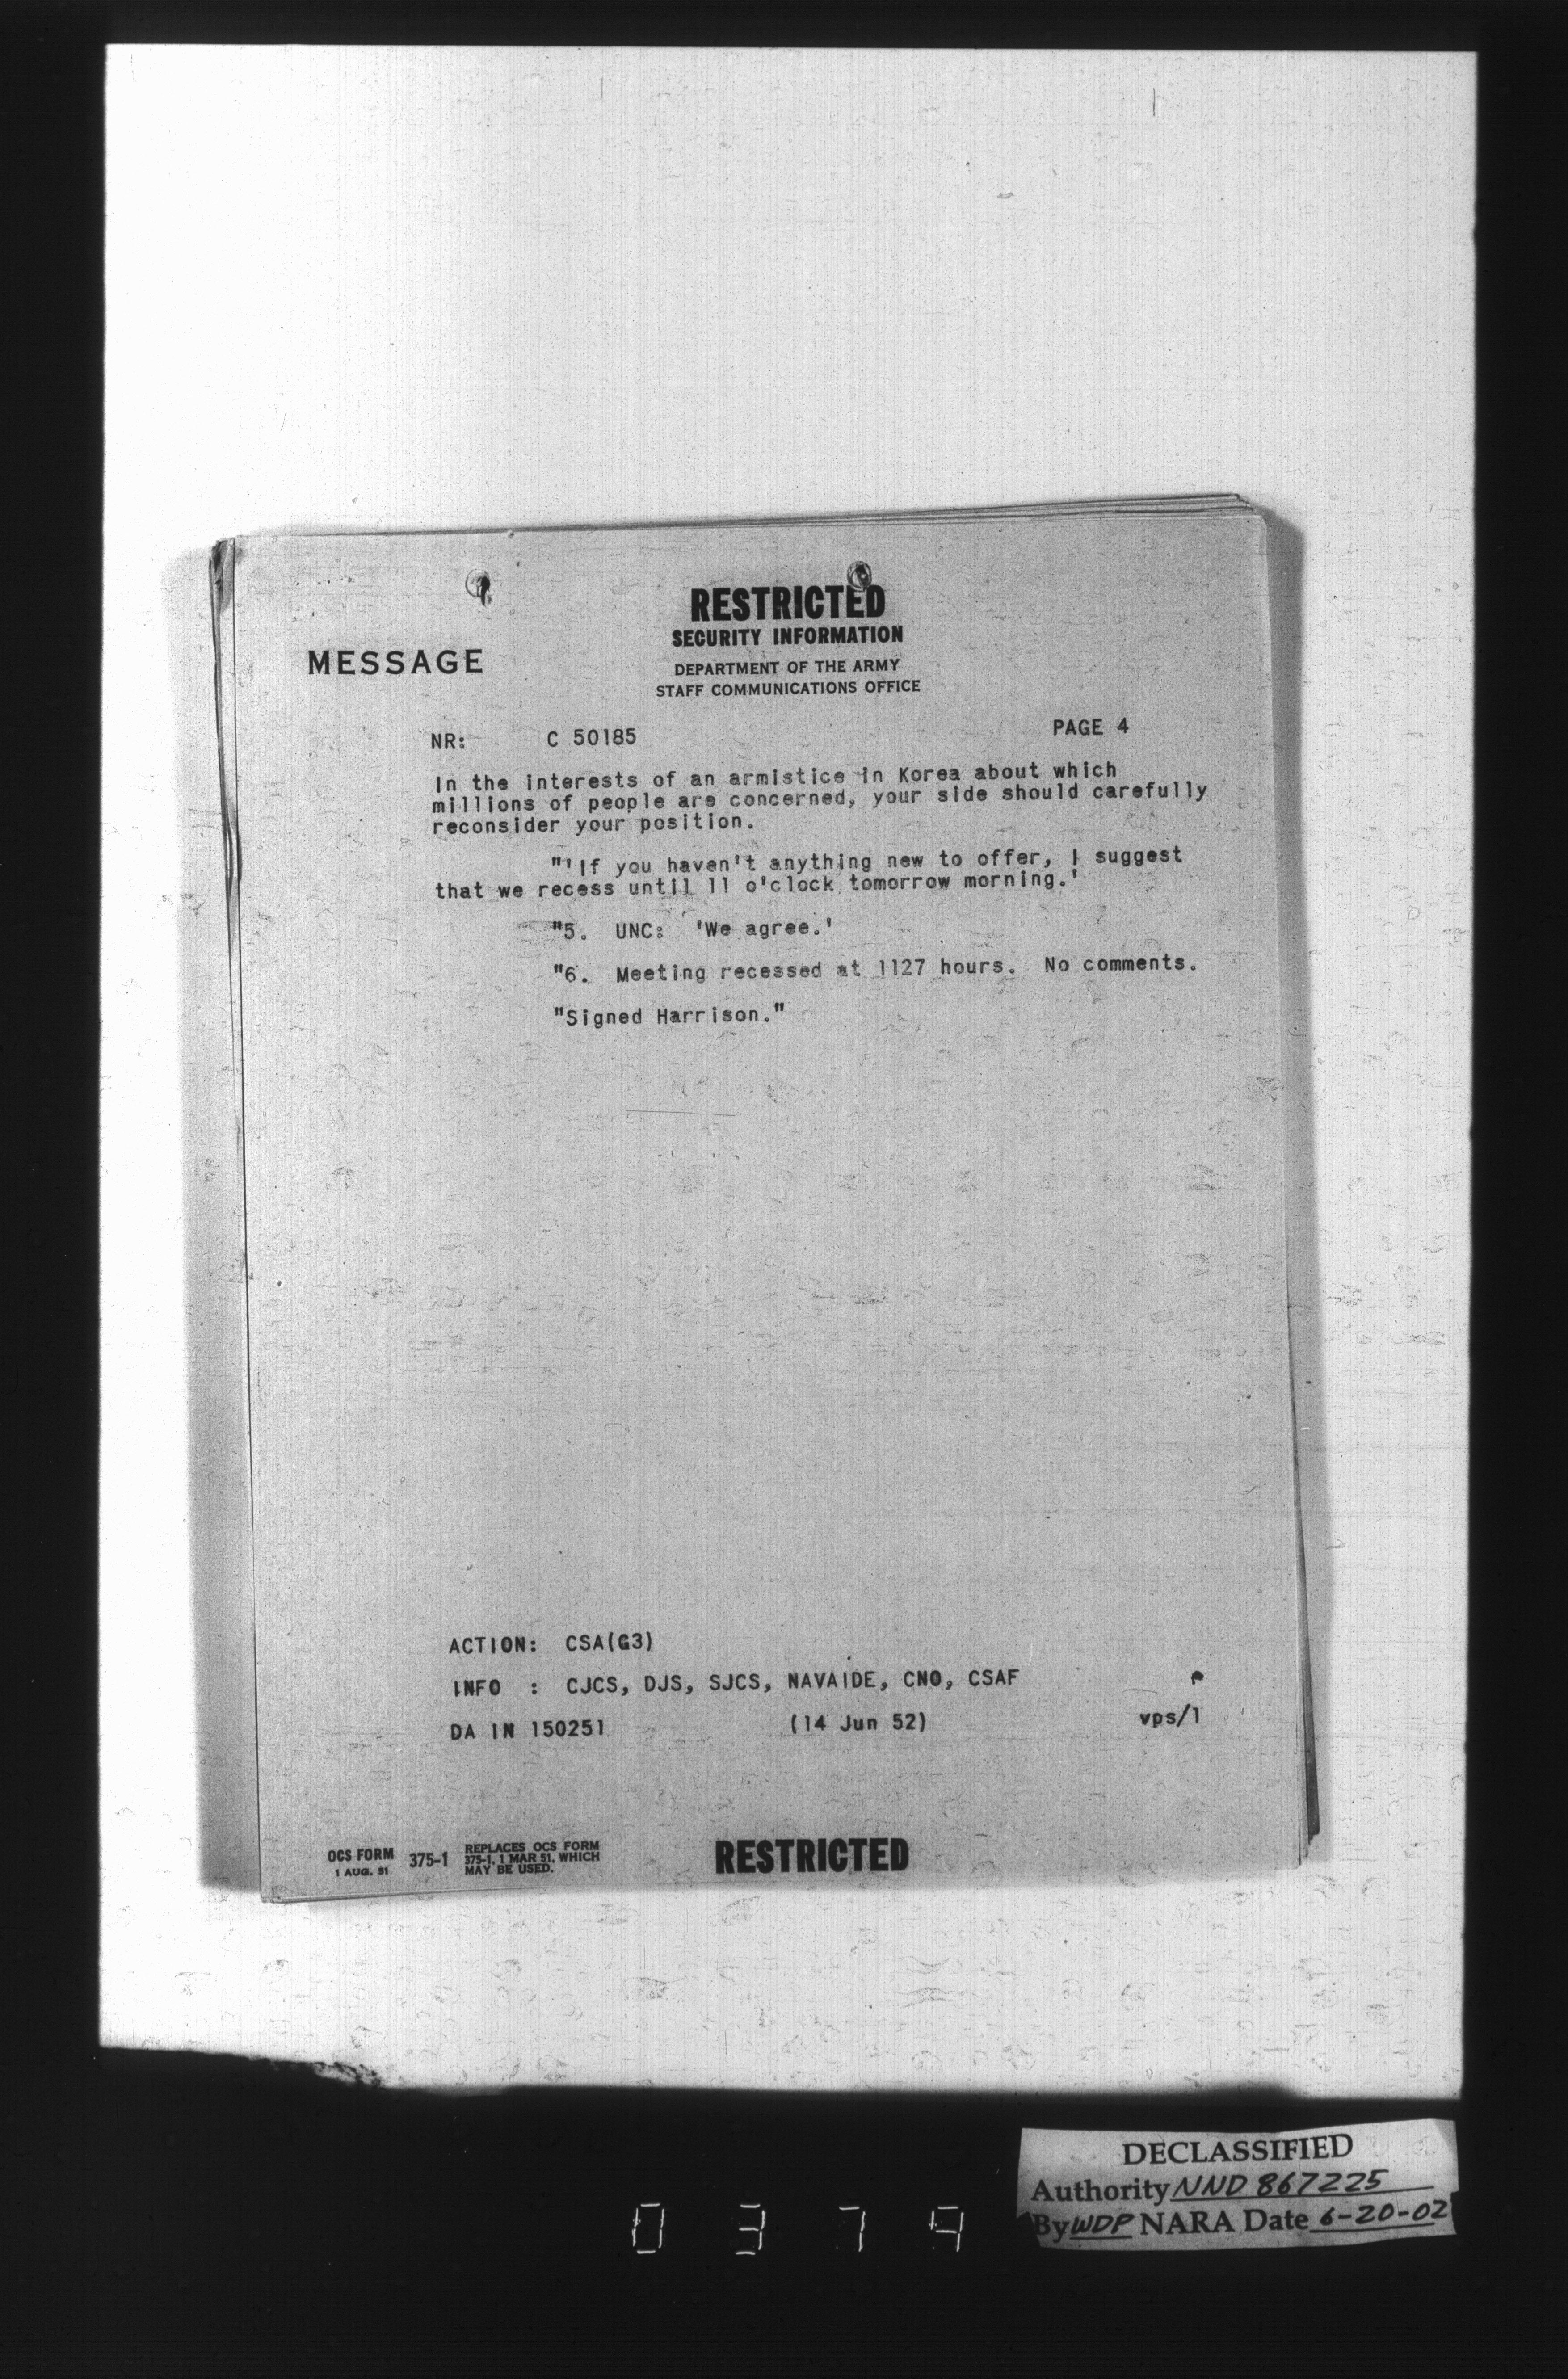 RESTRICTED
SECURITY INFORMATION
MESSAGE
DEPARTMENT OF THE ARMY
STAFF COMMUNICATIONS OFFICE
NR: C 50185 PAGE 4
In the interests of an armistice in Korea about which
millions of people are concerned, your side should carefully
reconsider your position.
"'If you haven't anything new to offer, I suggest
that we recess until 11 o'clock tomorrow morning.'
"5. UNC: 'We agree.'
"6. Meeting recessed at 1127 hours. No comments.
"Signed Harrison."
ACTION: CSA(G3)
INFO : CJCS, DJS, SJCS, NAVAIDE, CNO, CSAF
DA IN 150251 (14 Jun 52) vps/1
OCS FORM 375-1 REPLACES OCS FORM
1 AUG. 51 375-1, 1 MAR 51, WHICH
MAY BE USED.
RESTRICTED
DECLASSIFIED
Authority NND 867225
By WDP NARA Date 6-20-02
0379